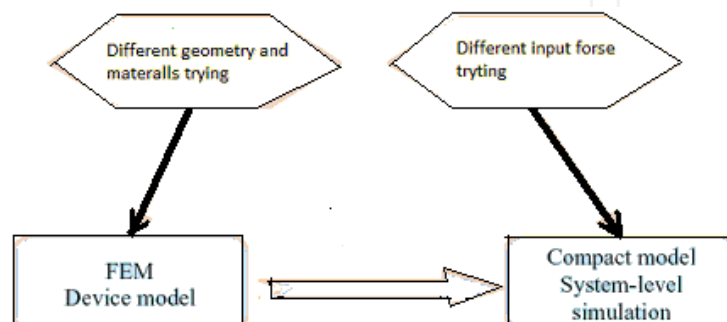 Different geometry and
materalls trying
Different input forse
tryting
FEM
Device model
Compact model
System-level
simulation